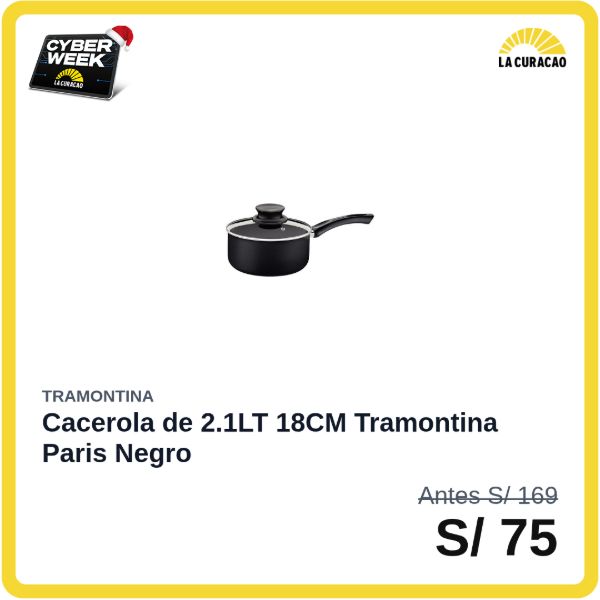 CYBER
WEEK
LA CURACAO
LA CURACAO
TRAMONTINA
Cacerola de 2.1LT 18CM Tramontina
Paris Negro
Antes S/ 169
S/ 75